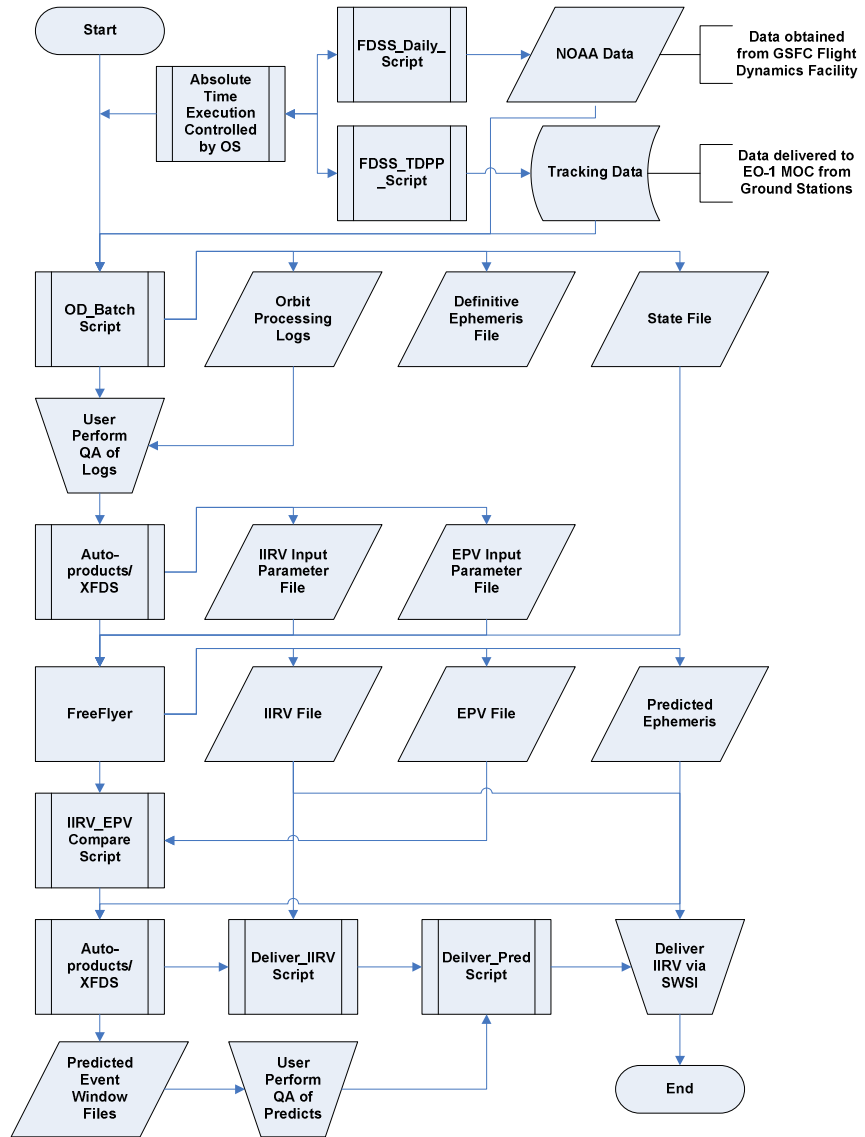 Start
Absolute
Time
Execution
Controlled
by OS
FDSS_Daily_
Script
NOAA Data
Data obtained
from GSFC Flight
Dynamics Facility
FDSS_TDPP
_Script
Tracking Data
Data delivered to
EO-1 MOC from
Ground Stations
OD_Batch
Script
Orbit
Processing
Logs
Definitive
Ephemeris
File
State File
User
Perform
QA of
Logs
Auto-
products/
XFDS
IIRV Input
Parameter
File
EPV Input
Parameter
File
FreeFlyer
IIRV File
EPV File
Predicted
Ephemeris
IIRV_EPV
Compare
Script
Auto-
products/
XFDS
Deliver_IIRV
Script
Deilver_Pred
Script
Deliver
IIRV via
SWSI
Predicted
Event
Window
Files
User
Perform
QA of
Predicts
End